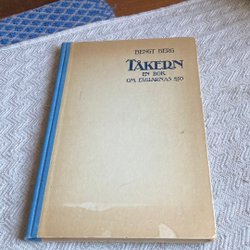 BENGT BERG
TÅKERN
EN BOK
OM FÅGLARNAS SJÖ